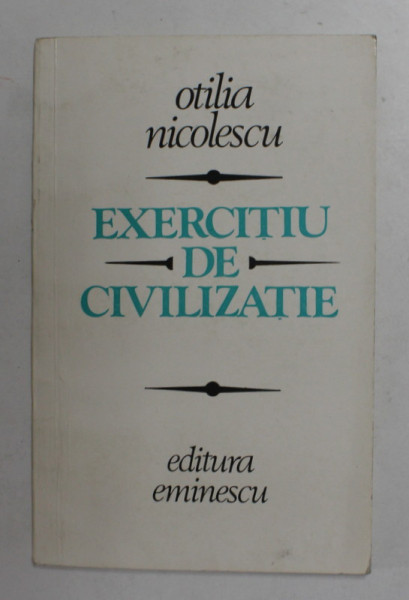 otilia
nicolescu
EXERCIȚIU
DE
CIVILIZAȚIE
editura
eminescu